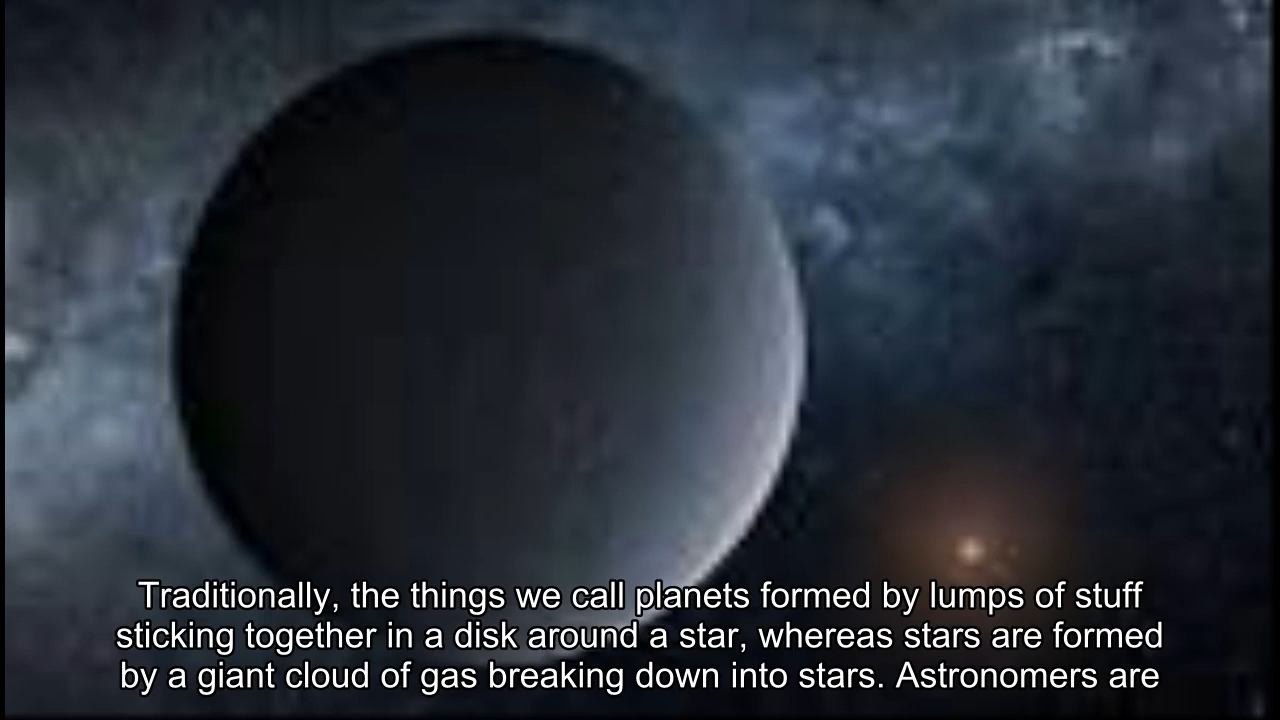 Traditionally, the things we call planets formed by lumps of stuff
sticking together in a disk around a star, whereas stars are formed
by a giant cloud of gas breaking down into stars. Astronomers are